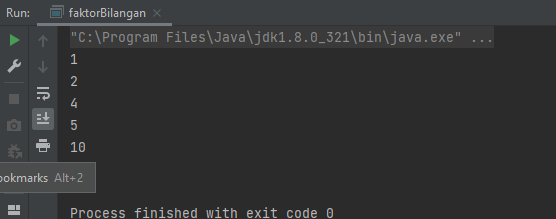 Run: faktorBilangan ×
"C:\Program Files\Java\jdk1.8.0_321\bin\java.exe" ...
1
2
4
5
10
ookmarks Alt+2
Process finished with exit code 0